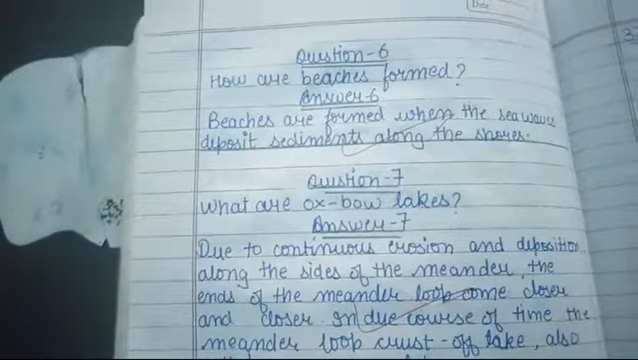 Date
Question-6
How are beaches formed?
Answer-6
Beaches are formed when the sea waves
deposit sediments along the shores.
Question-7
What are ox-bow lakes?
Answer-7
Due to continuous erosion and deposition
along the sides of the meander, the
ends of the meander loop come closer
and closer. In due course of time the
meander loop cuts-off lake, also